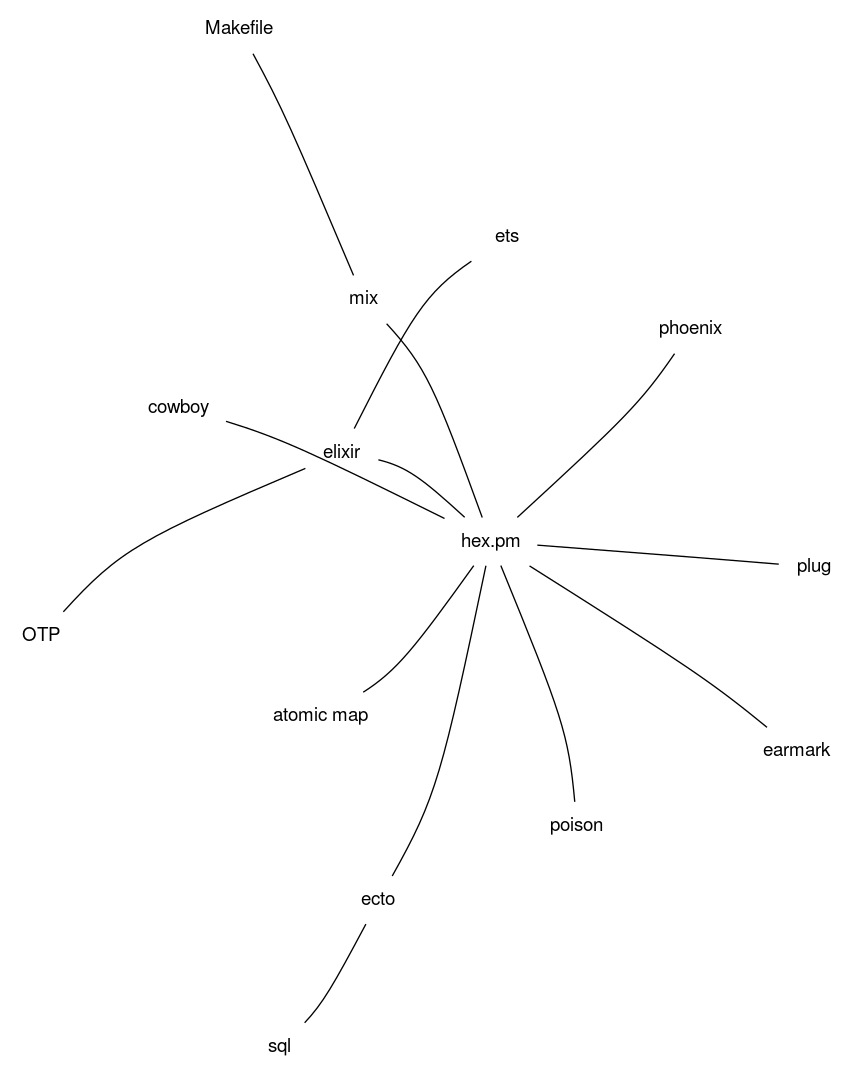 Makefile
ets
mix
phoenix
cowboy
elixir
hex.pm
plug
OTP
atomic map
earmark
poison
ecto
sql